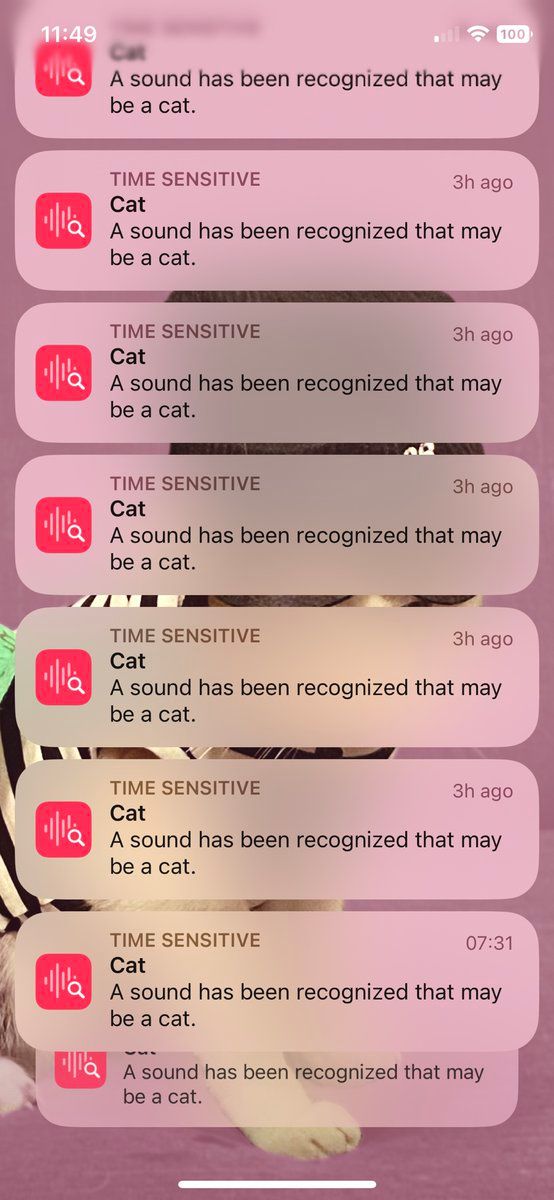 11:49
100
Cat
A sound has been recognized that may
be a cat.
TIME SENSITIVE 3h ago
Cat
A sound has been recognized that may
be a cat.
TIME SENSITIVE 3h ago
Cat
A sound has been recognized that may
be a cat.
TIME SENSITIVE 3h ago
Cat
A sound has been recognized that may
be a cat.
TIME SENSITIVE 3h ago
Cat
A sound has been recognized that may
be a cat.
TIME SENSITIVE 3h ago
Cat
A sound has been recognized that may
be a cat.
TIME SENSITIVE 07:31
Cat
A sound has been recognized that may
be a cat.
A sound has been recognized that may
be a cat.